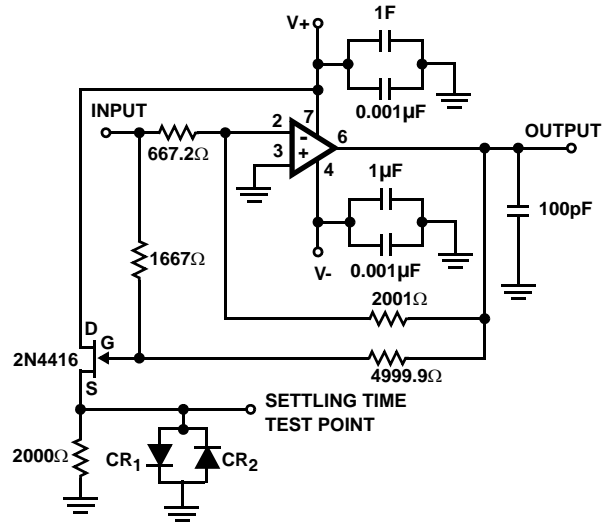 V+
1F
0.001µF
7
INPUT
2
-
6
OUTPUT
667.2Ω
3
+
4
1µF
100pF
1667Ω
V-
0.001µF
2001Ω
D
G
2N4416
S
4999.9Ω
SETTLING TIME
TEST POINT
2000Ω
CR1
CR2